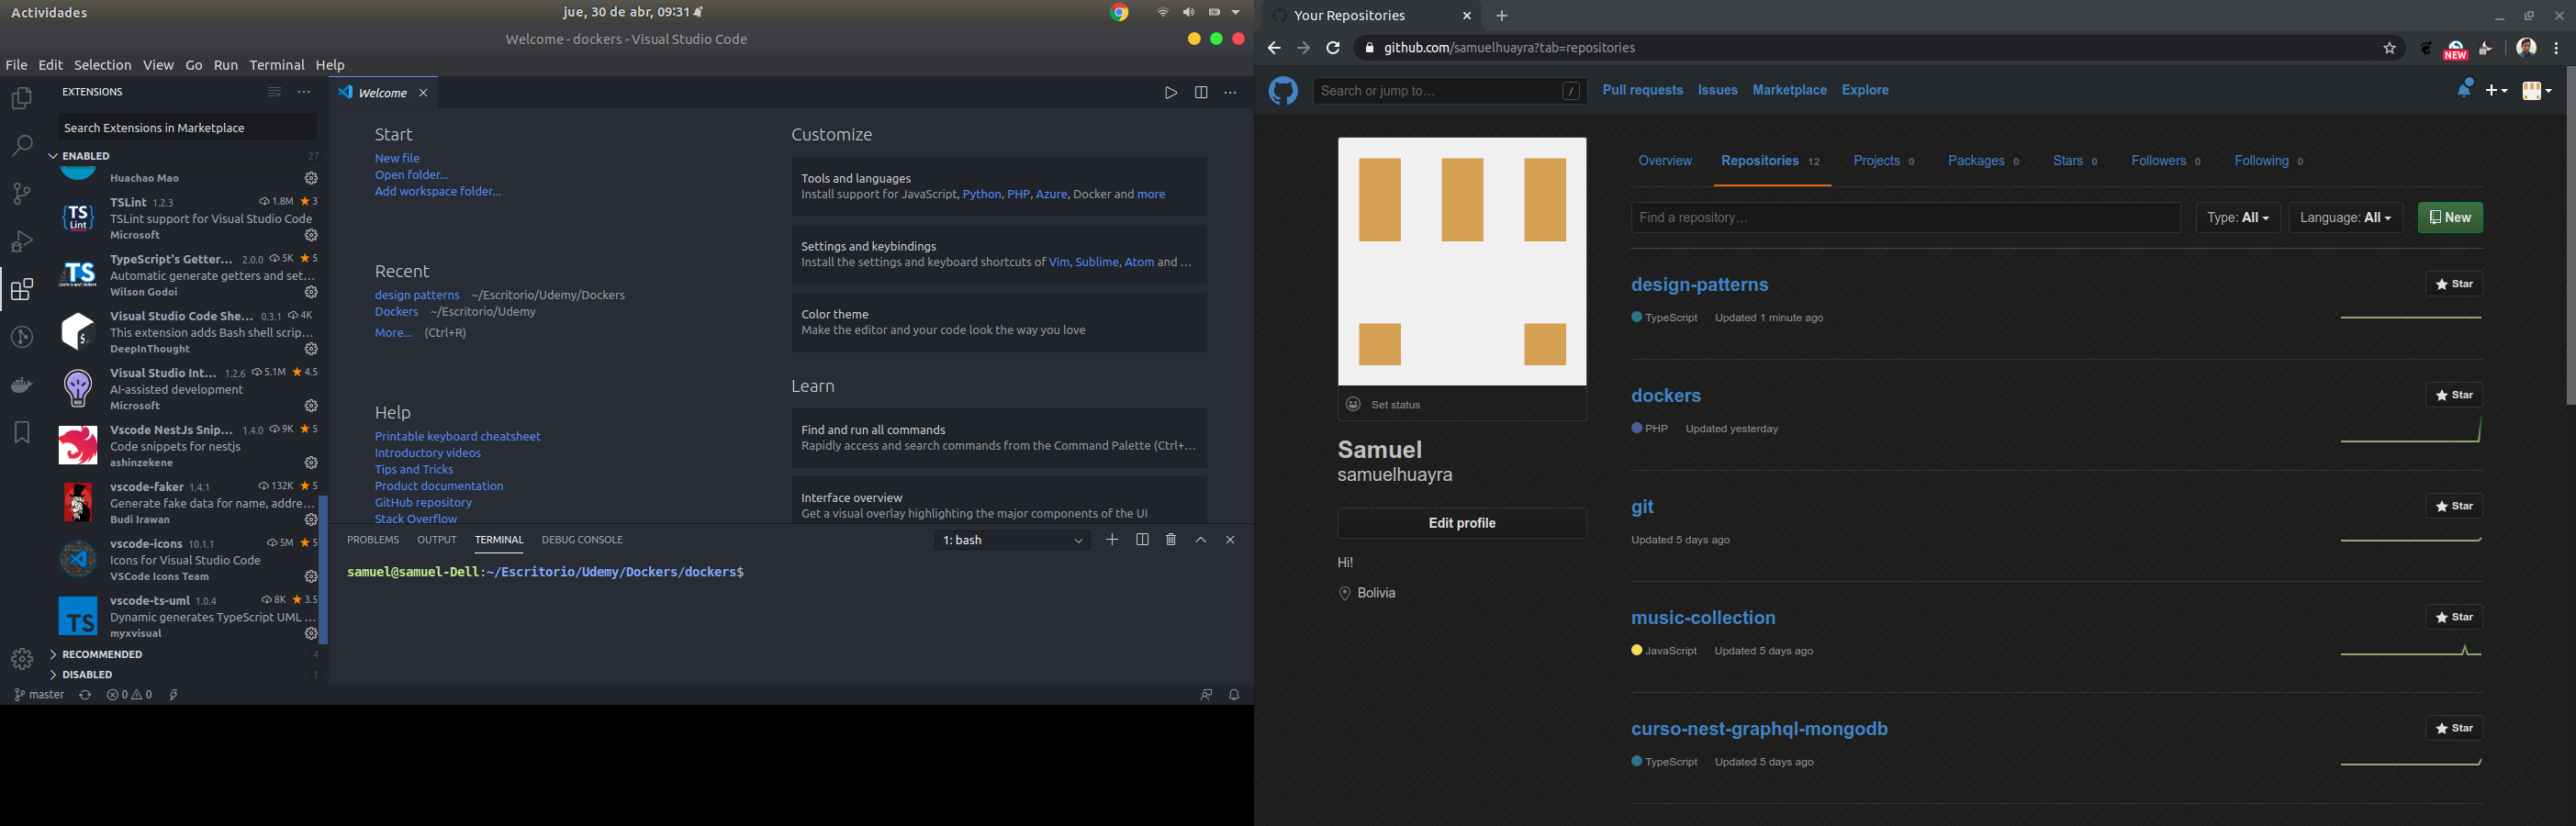 Actividades
jue, 30 de abr, 09:31
Welcome - dockers - Visual Studio Code
File Edit Selection View Go Run Terminal Help
EXTENSIONS
Search Extensions in Marketplace
ENABLED 27
Huachao Mao
TSLint 1.2.3 1.8M 3
TSLint support for Visual Studio Code
Microsoft
TypeScript's Getter... 2.0.0 5K 5
Automatic generate getters and set...
Wilson Godoi
Visual Studio Code She... 0.3.1 4K
This extension adds Bash shell scrip...
DeepInThought
Visual Studio Int... 1.2.6 5.1M 4.5
AI-assisted development
Microsoft
Vscode NestJs Snip... 1.4.0 9K 5
Code snippets for nestjs
ashinzekene
vscode-faker 1.4.1 132K 5
Generate fake data for name, addre...
Budi Irawan
vscode-icons 10.1.1 5M 5
Icons for Visual Studio Code
VSCode Icons Team
vscode-ts-uml 1.0.4 8K 3.5
Dynamic generates TypeScript UML ...
myxvisual
RECOMMENDED 4
DISABLED 1
master 0 0
Welcome
Start
New file
Open folder...
Add workspace folder...
Recent
design patterns ~/Escritorio/Udemy/Dockers
Dockers ~/Escritorio/Udemy
More... (Ctrl+R)
Help
Printable keyboard cheatsheet
Introductory videos
Tips and Tricks
Product documentation
GitHub repository
Stack Overflow
Customize
Tools and languages
Install support for JavaScript, Python, PHP, Azure, Docker and more
Settings and keybindings
Install the settings and keyboard shortcuts of Vim, Sublime, Atom and ...
Color theme
Make the editor and your code look the way you love
Learn
Find and run all commands
Rapidly access and search commands from the Command Palette (Ctrl+...
Interface overview
Get a visual overlay highlighting the major components of the UI
PROBLEMS OUTPUT TERMINAL DEBUG CONSOLE 1: bash
samuel@samuel-Dell:~/Escritorio/Udemy/Dockers/dockers$
Your Repositories
github.com/samuelhuayra?tab=repositories
NEW
Search or jump to... /
Pull requests Issues Marketplace Explore
Set status
Samuel
samuelhuayra
Edit profile
Hi!
Bolivia
Overview Repositories 12 Projects 0 Packages 0 Stars 0 Followers 0 Following 0
Find a repository... Type: All Language: All New
design-patterns Star
TypeScript Updated 1 minute ago
dockers Star
PHP Updated yesterday
git Star
Updated 5 days ago
music-collection Star
JavaScript Updated 5 days ago
curso-nest-graphql-mongodb Star
TypeScript Updated 5 days ago